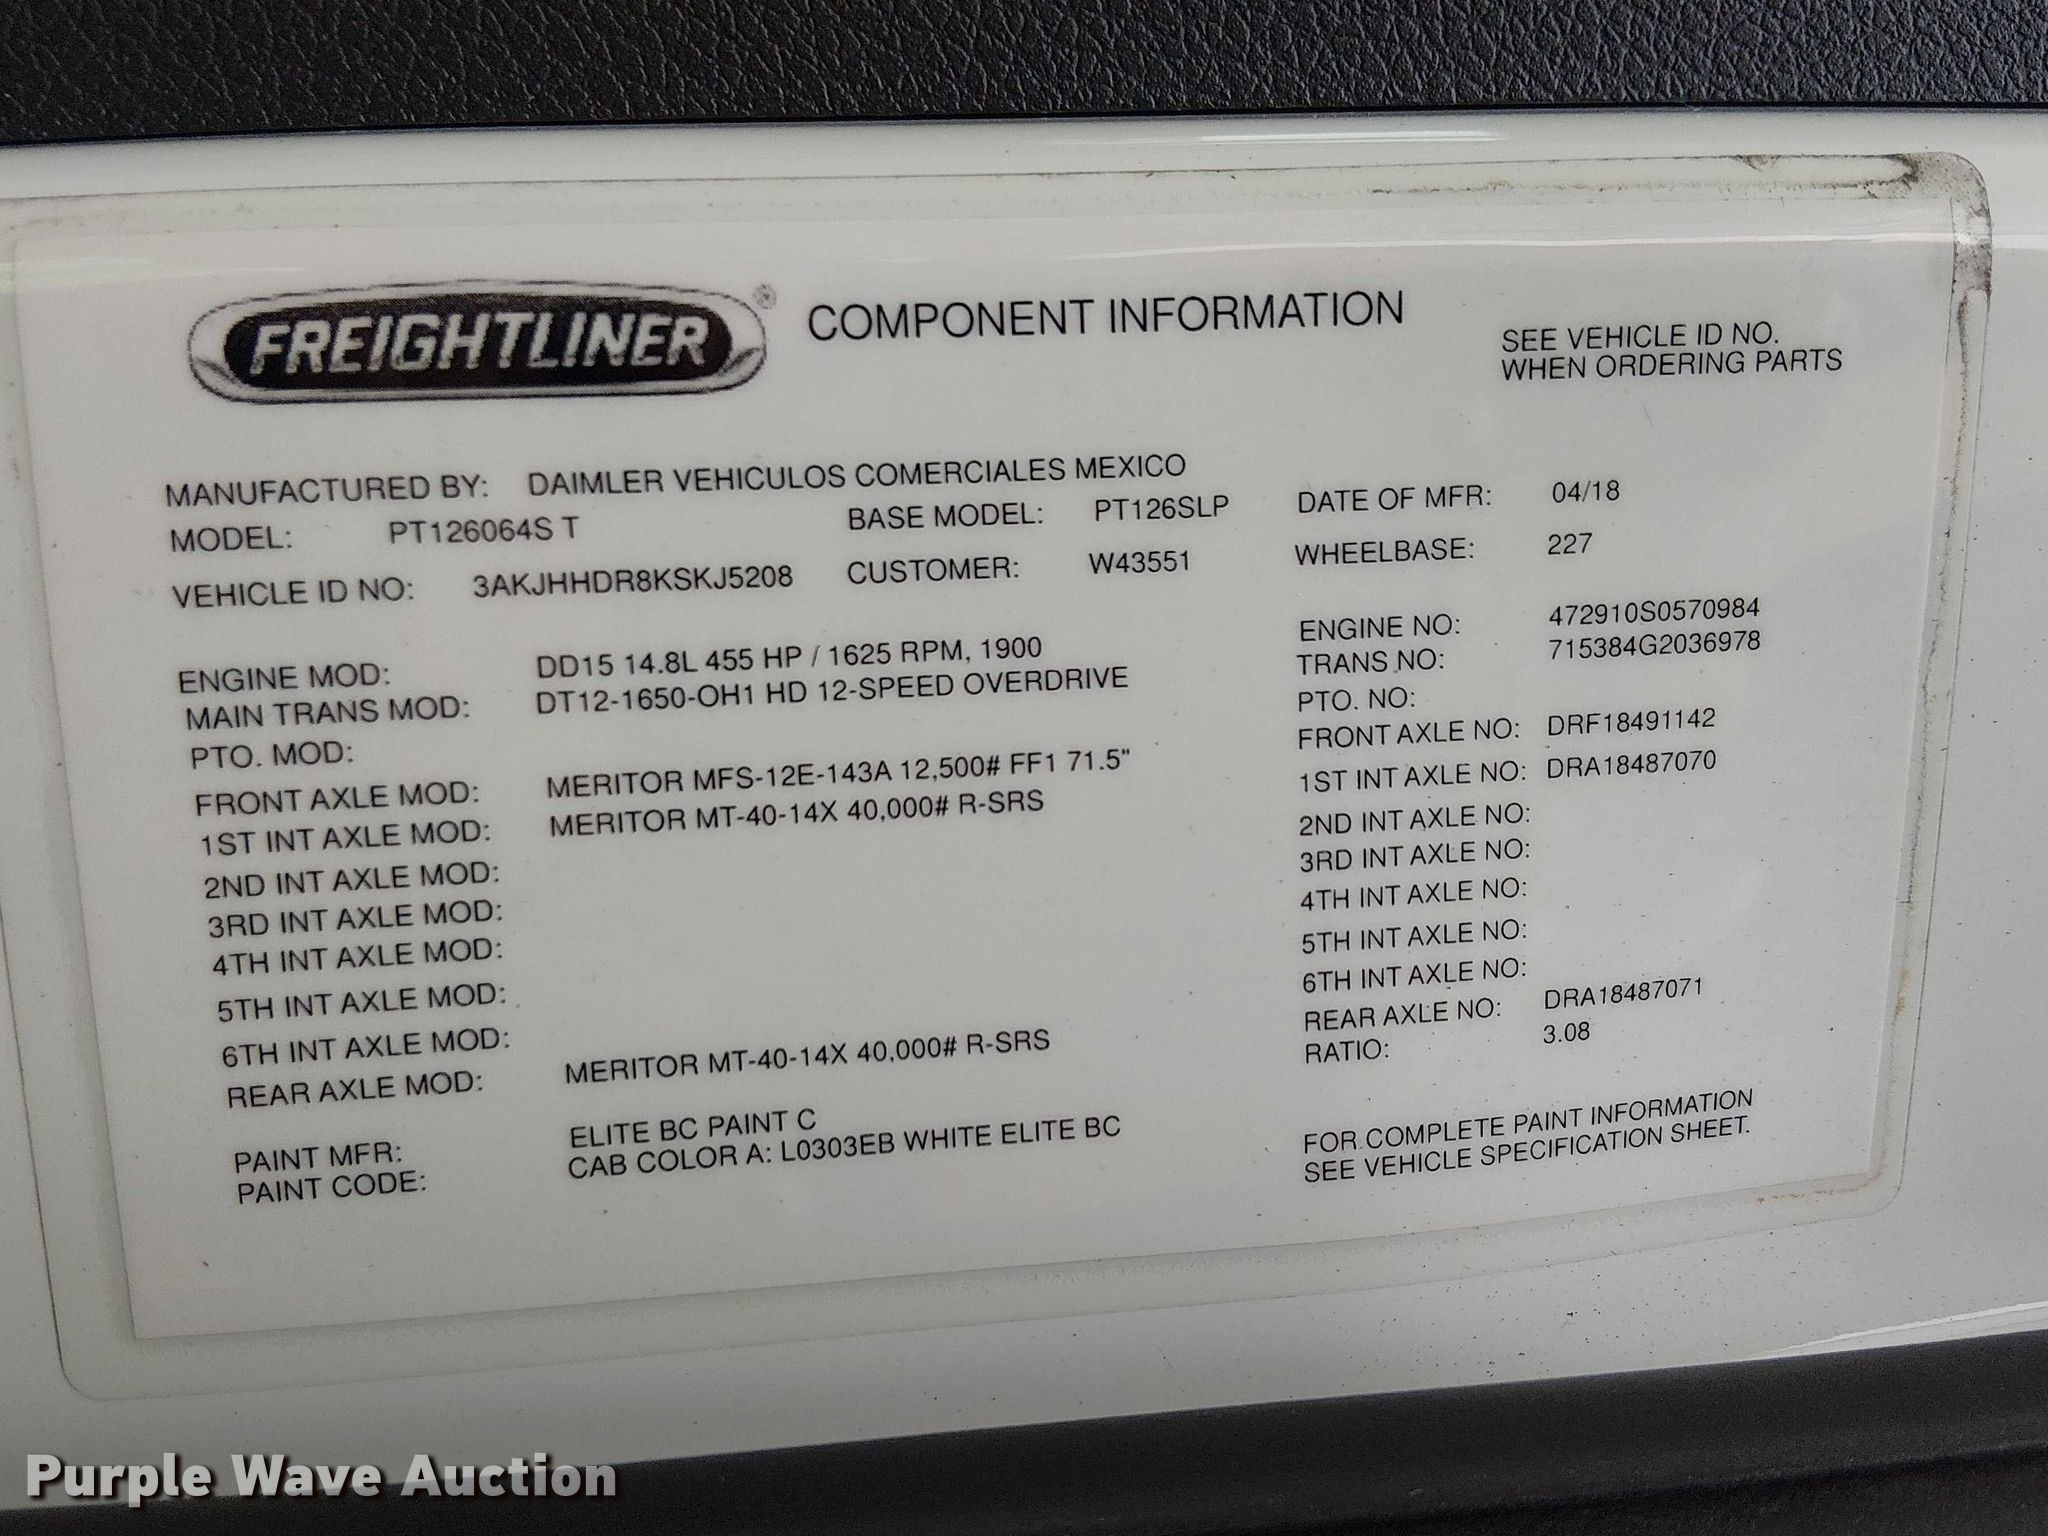 FREIGHTLINER® COMPONENT INFORMATION
SEE VEHICLE ID NO.
WHEN ORDERING PARTS
MANUFACTURED BY: DAIMLER VEHICULOS COMERCIALES MEXICO
MODEL: PT126064S T BASE MODEL: PT126SLP DATE OF MFR: 04/18
VEHICLE ID NO: 3AKJHHDR8KSKJ5208 CUSTOMER: W43551 WHEELBASE: 227
ENGINE MOD: DD15 14.8L 455 HP / 1625 RPM, 1900 ENGINE NO: 472910S0570984
MAIN TRANS MOD: DT12-1650-OH1 HD 12-SPEED OVERDRIVE TRANS NO: 715384G2036978
PTO. MOD: PTO. NO:
FRONT AXLE MOD: MERITOR MFS-12E-143A 12,500# FF1 71.5" FRONT AXLE NO: DRF18491142
1ST INT AXLE MOD: MERITOR MT-40-14X 40,000# R-SRS 1ST INT AXLE NO: DRA18487070
2ND INT AXLE MOD: 2ND INT AXLE NO:
3RD INT AXLE MOD: 3RD INT AXLE NO:
4TH INT AXLE MOD: 4TH INT AXLE NO:
5TH INT AXLE MOD: 5TH INT AXLE NO:
6TH INT AXLE MOD: 6TH INT AXLE NO:
REAR AXLE MOD: MERITOR MT-40-14X 40,000# R-SRS REAR AXLE NO: DRA18487071
RATIO: 3.08
PAINT MFR: ELITE BC PAINT C
PAINT CODE: CAB COLOR A: L0303EB WHITE ELITE BC
FOR COMPLETE PAINT INFORMATION
SEE VEHICLE SPECIFICATION SHEET.
Purple Wave Auction